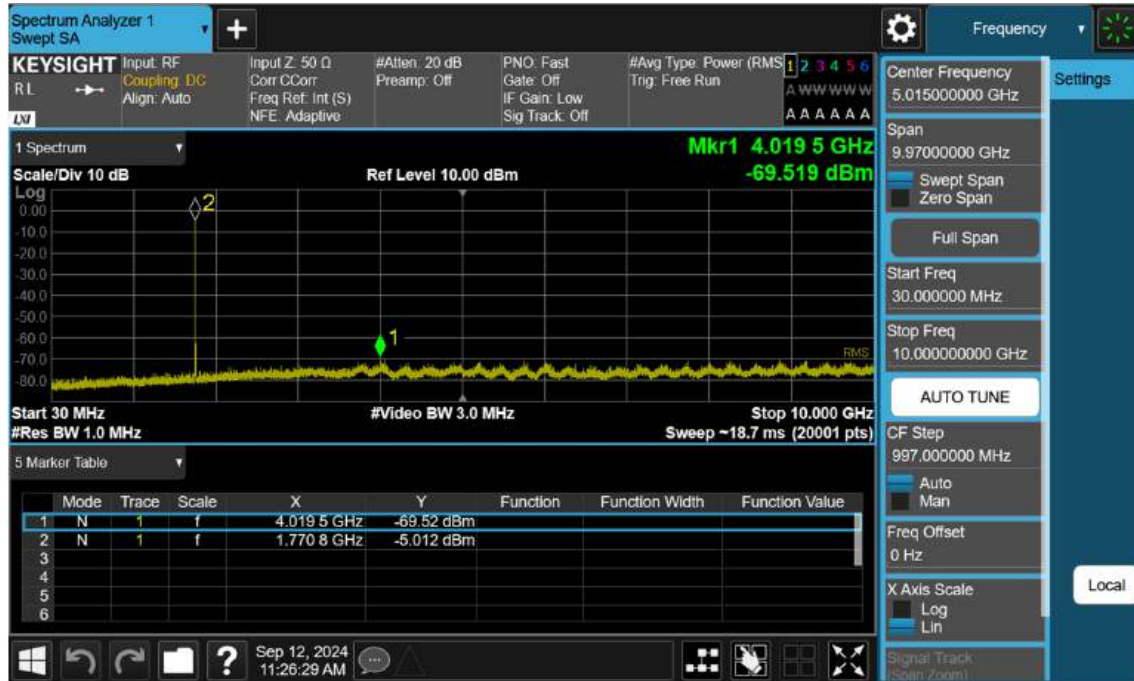 Spectrum Analyzer 1
Swept SA
Frequency
KEYSIGHT
R L
LXI
Input: RF
Coupling: DC
Align: Auto
Input Z: 50 Ω
Corr CCorr
Freq Ref: Int (S)
NFE: Adaptive
#Atten: 20 dB
Preamp: Off
PNO: Fast
Gate: Off
IF Gain: Low
Sig Track: Off
#Avg Type: Power (RMS
Trig: Free Run
1 2 3 4 5 6
A W W W W W
A A A A A A
1 Spectrum
Scale/Div 10 dB
Ref Level 10.00 dBm
Mkr1 4.019 5 GHz
-69.519 dBm
Log
0.00
-10.0
-20.0
-30.0
-40.0
-50.0
-60.0
-70.0
-80.0
2
1
RMS
Start 30 MHz
#Video BW 3.0 MHz
Stop 10.000 GHz
#Res BW 1.0 MHz
Sweep ~18.7 ms (20001 pts)
5 Marker Table
Mode Trace Scale X Y Function Function Width Function Value
1 N 1 f 4.019 5 GHz -69.52 dBm
2 N 1 f 1.770 8 GHz -5.012 dBm
3
4
5
6
Sep 12, 2024
11:26:29 AM
?
Center Frequency
5.015000000 GHz
Settings
Span
9.97000000 GHz
Swept Span
Zero Span
Full Span
Start Freq
30.000000 MHz
Stop Freq
10.000000000 GHz
AUTO TUNE
CF Step
997.000000 MHz
Auto
Man
Freq Offset
0 Hz
X Axis Scale
Log
Lin
Local
Signal Track
(Span Zoom)